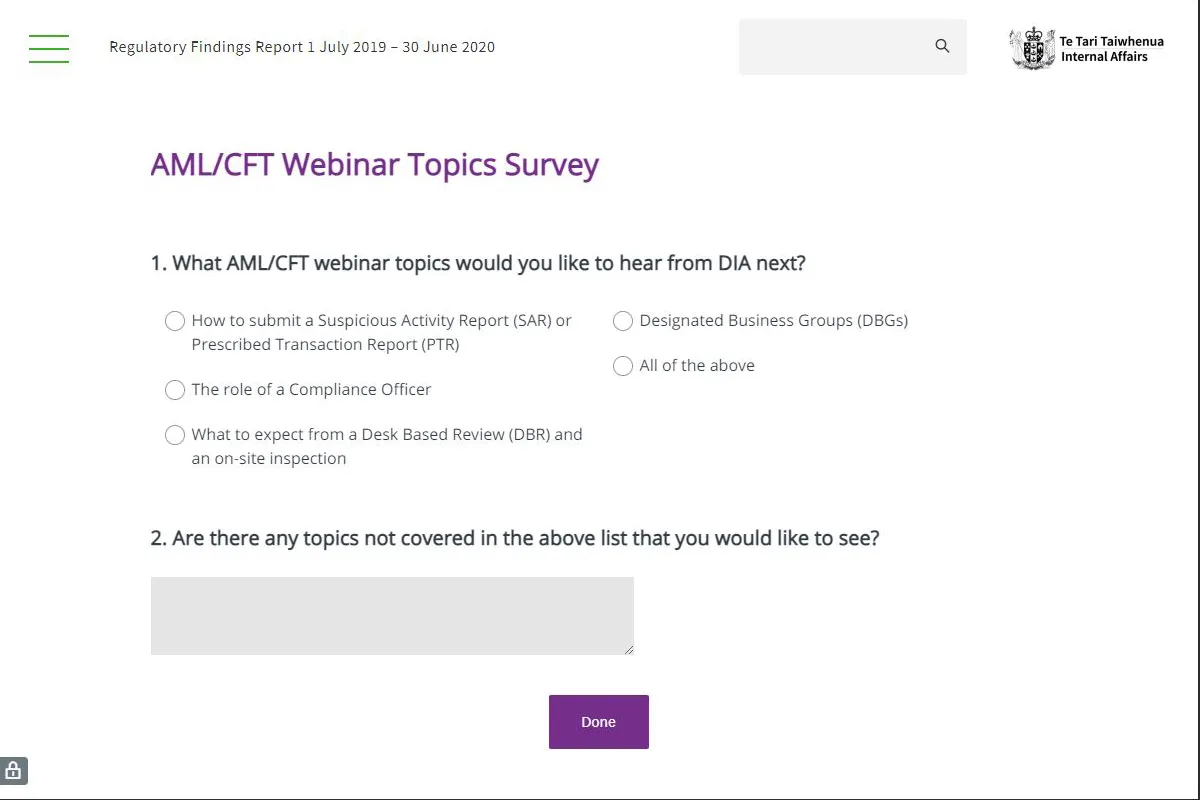 Regulatory Findings Report 1 July 2019 – 30 June 2020
Te Tari Taiwhenua
Internal Affairs
AML/CFT Webinar Topics Survey
1. What AML/CFT webinar topics would you like to hear from DIA next?
How to submit a Suspicious Activity Report (SAR) or
Prescribed Transaction Report (PTR)
The role of a Compliance Officer
What to expect from a Desk Based Review (DBR) and
an on-site inspection
Designated Business Groups (DBGs)
All of the above
2. Are there any topics not covered in the above list that you would like to see?
Done